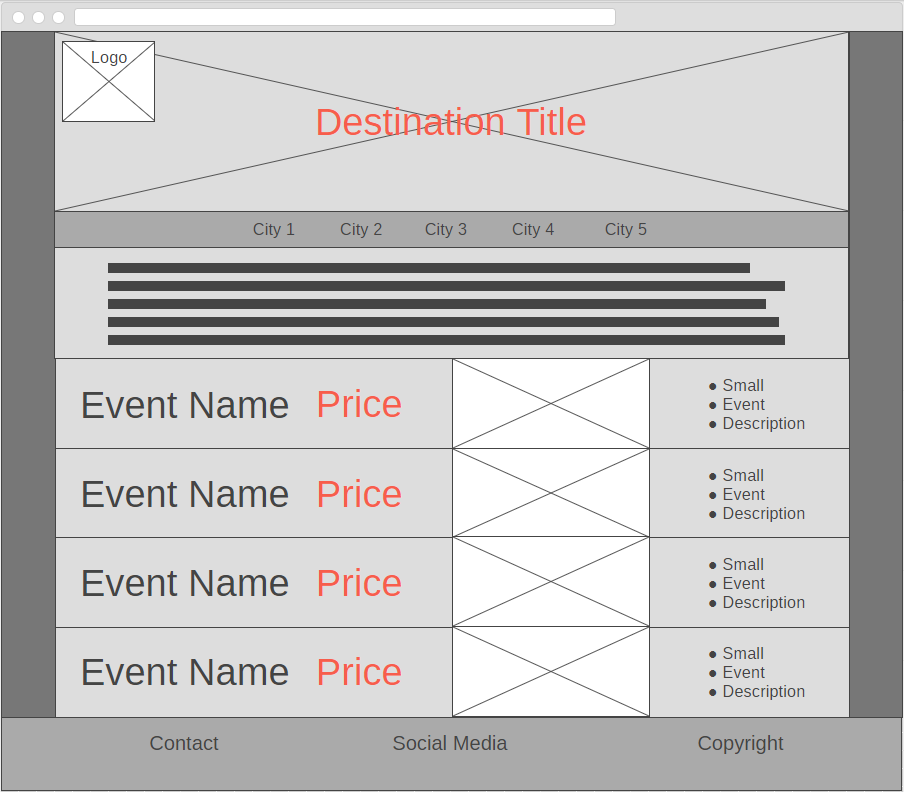 Logo
Destination Title
City 1 City 2 City 3 City 4 City 5
Event Name Price
● Small
● Event
● Description
Event Name Price
● Small
● Event
● Description
Event Name Price
● Small
● Event
● Description
Event Name Price
● Small
● Event
● Description
Contact Social Media Copyright